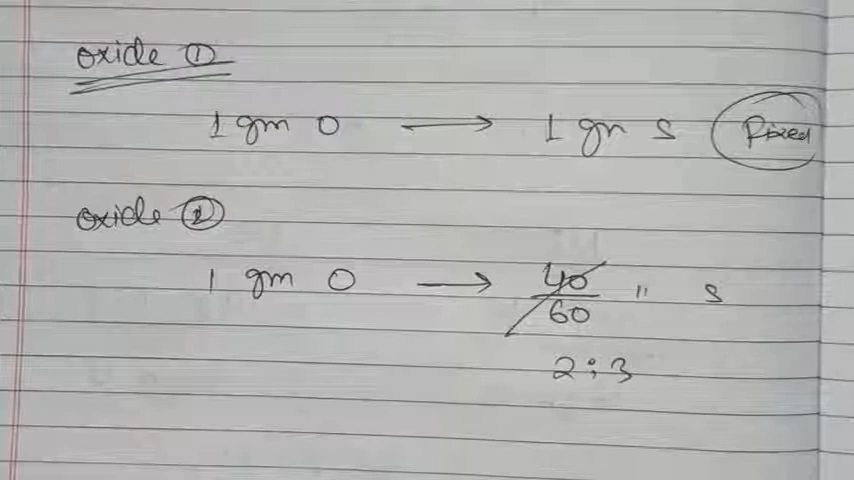 oxide ①
1 gm O → 1 gm S Fixed
oxide ②
1 gm O → 40/60 " S
2:3